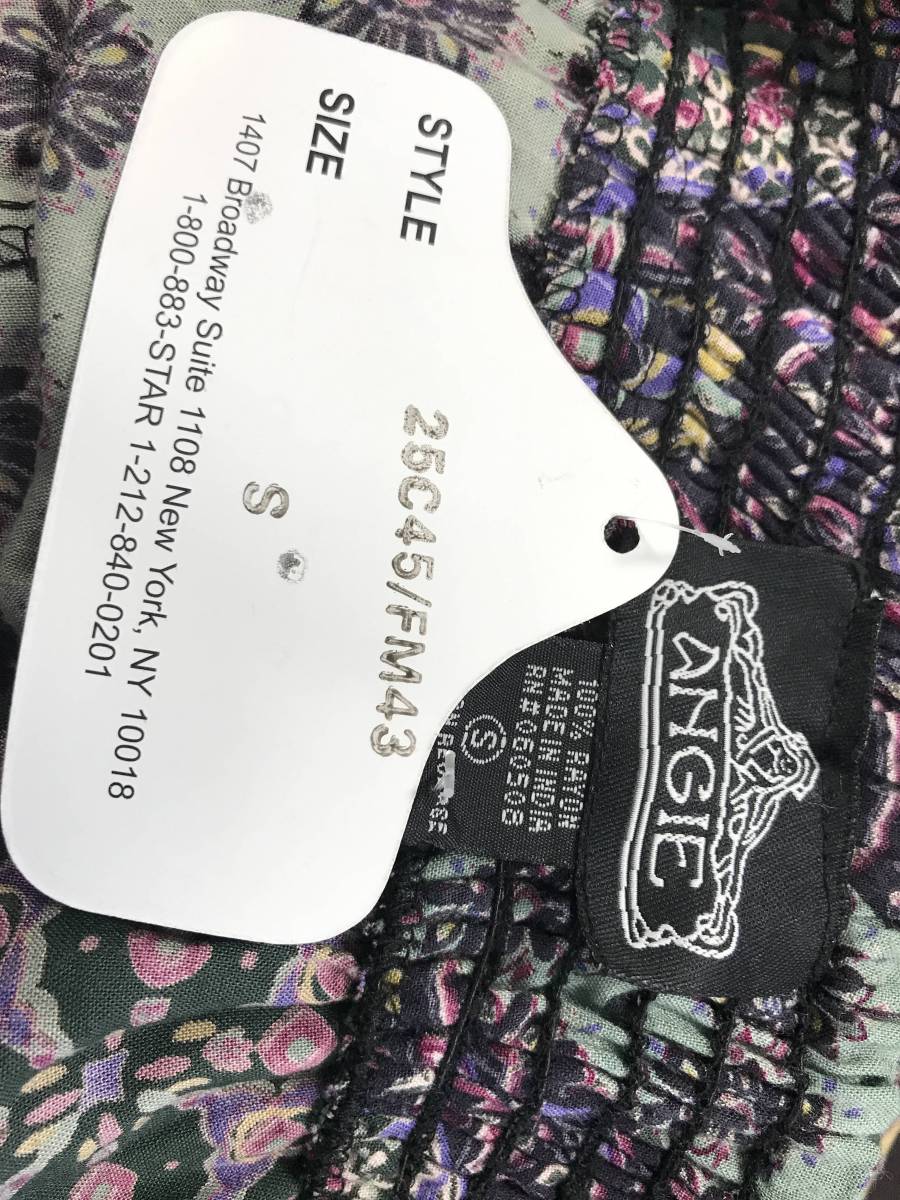 STYLE 25C45/FM43
SIZE S
1407 Broadway Suite 1108 New York, NY 10018
1-800-883-STAR 1-212-840-0201
ANGIE
100% RAYON
MADE IN INDIA
RN#060508
S